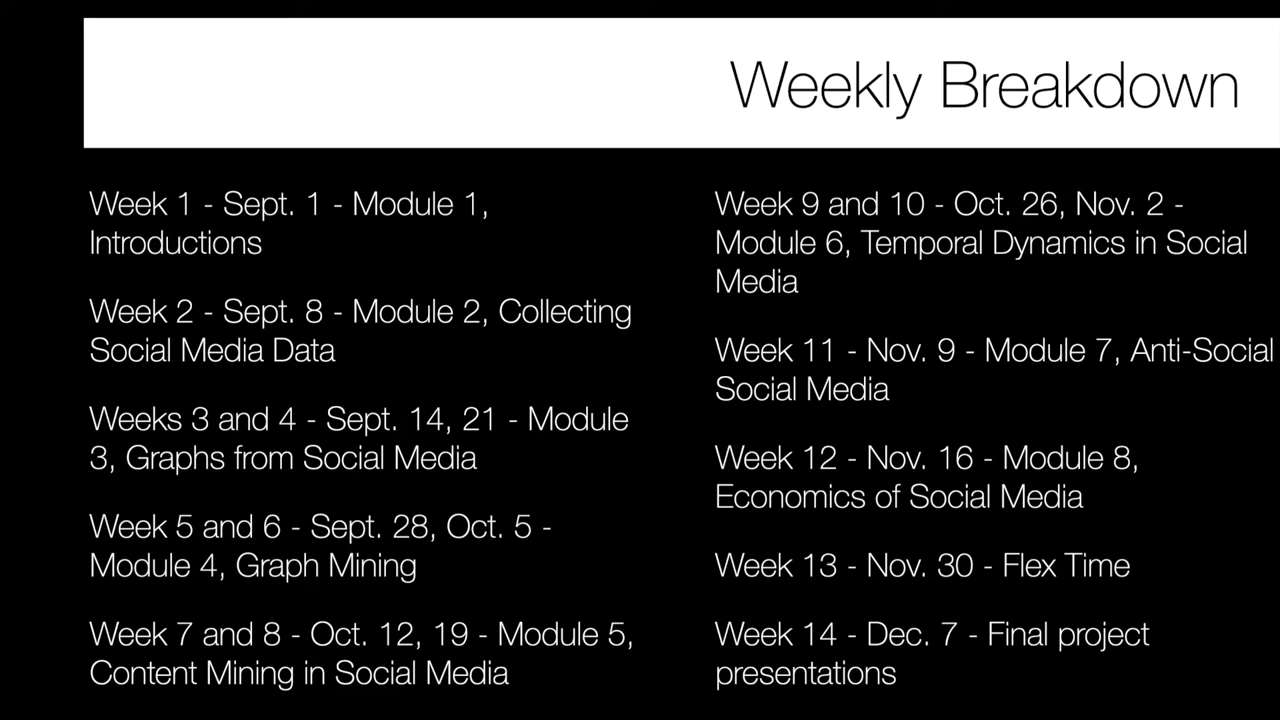 Weekly Breakdown
Week 1 - Sept. 1 - Module 1,
Introductions
Week 2 - Sept. 8 - Module 2, Collecting
Social Media Data
Weeks 3 and 4 - Sept. 14, 21 - Module
3, Graphs from Social Media
Week 5 and 6 - Sept. 28, Oct. 5 -
Module 4, Graph Mining
Week 7 and 8 - Oct. 12, 19 - Module 5,
Content Mining in Social Media
Week 9 and 10 - Oct. 26, Nov. 2 -
Module 6, Temporal Dynamics in Social
Media
Week 11 - Nov. 9 - Module 7, Anti-Social
Social Media
Week 12 - Nov. 16 - Module 8,
Economics of Social Media
Week 13 - Nov. 30 - Flex Time
Week 14 - Dec. 7 - Final project
presentations